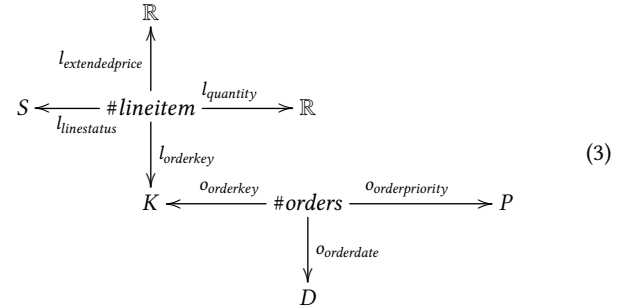 ℝ
l_extendedprice
S l_linestatus #lineitem l_quantity ℝ
l_orderkey
(3)
K o_orderkey #orders o_orderpriority P
o_orderdate
D